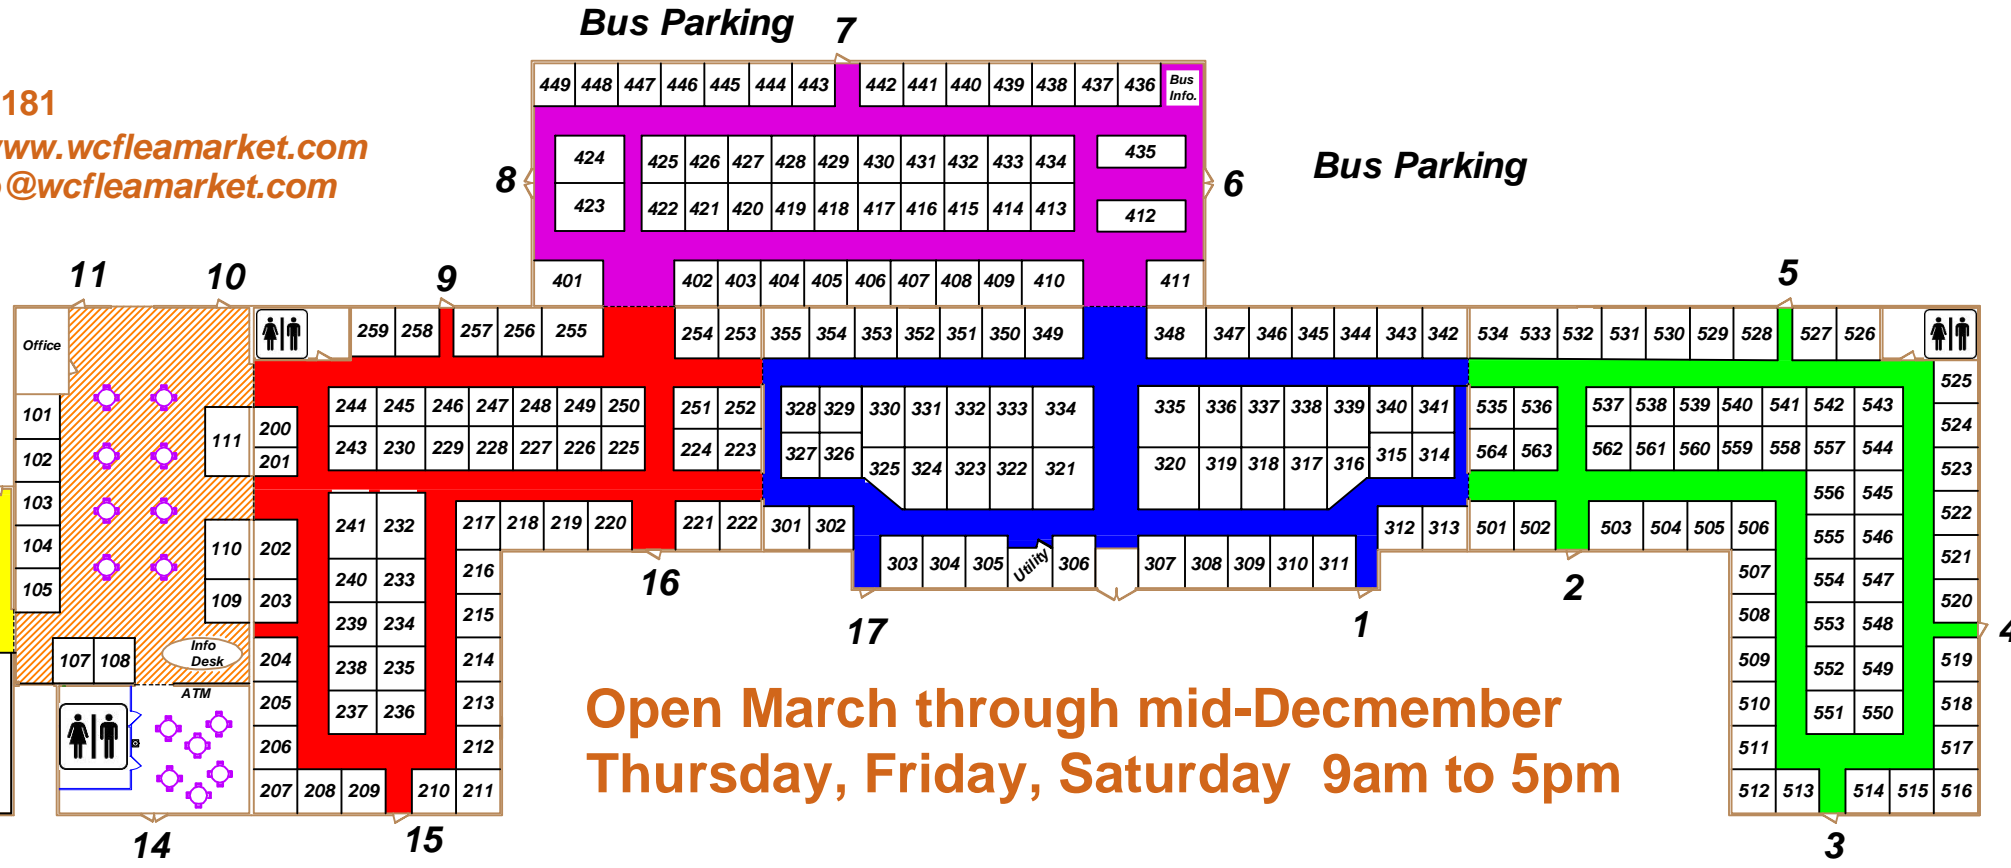 Bus Parking 7
449 448 447 446 445 444 443 442 441 440 439 438 437 436 Bus Info.
181
www.wcfleamarket.com
@wcfleamarket.com
8
424 425 426 427 428 429 430 431 432 433 434 435
423 422 421 420 419 418 417 416 415 414 413 412
6
Bus Parking
401 402 403 404 405 406 407 408 409 410 411
11 10 9 5
Office
259 258 257 256 255 254 253 355 354 353 352 351 350 349 348 347 346 345 344 343 342 534 533 532 531 530 529 528 527 526
525
101 111 200 244 245 246 247 248 249 250 251 252 328 329 330 331 332 333 334 335 336 337 338 339 340 341 535 536 537 538 539 540 541 542 543 524
102 201 243 230 229 228 227 226 225 224 223 327 326 325 324 323 322 321 320 319 318 317 316 315 314 564 563 562 561 560 559 558 557 544 523
103 556 545 522
104 110 202 241 232 217 218 219 220 221 222 301 302 312 313 501 502 503 504 505 506 555 546 521
105 109 203 240 233 216 303 304 305 Utility 306 307 308 309 310 311 507 554 547 520
16 17 1 2
239 234 215 508 553 548 4
107 108 Info Desk 204 238 235 214 509 552 549 519
ATM 205 237 236 213 510 551 550 518
206 212 511 517
207 208 209 210 211 512 513 514 515 516
14 15 3
Open March through mid-Decmember
Thursday, Friday, Saturday 9am to 5pm